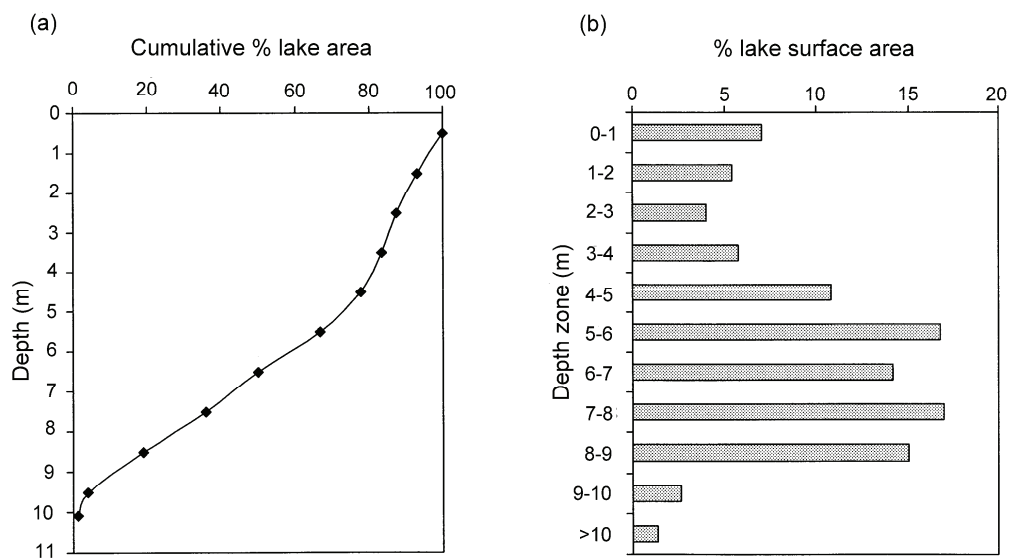 (a)
Cumulative % lake area
0 20 40 60 80 100
0
1
2
3
4
5
6
7
8
9
10
11
Depth (m)
(b)
% lake surface area
0 5 10 15 20
0-1
1-2
2-3
3-4
4-5
5-6
6-7
7-8
8-9
9-10
>10
Depth zone (m)